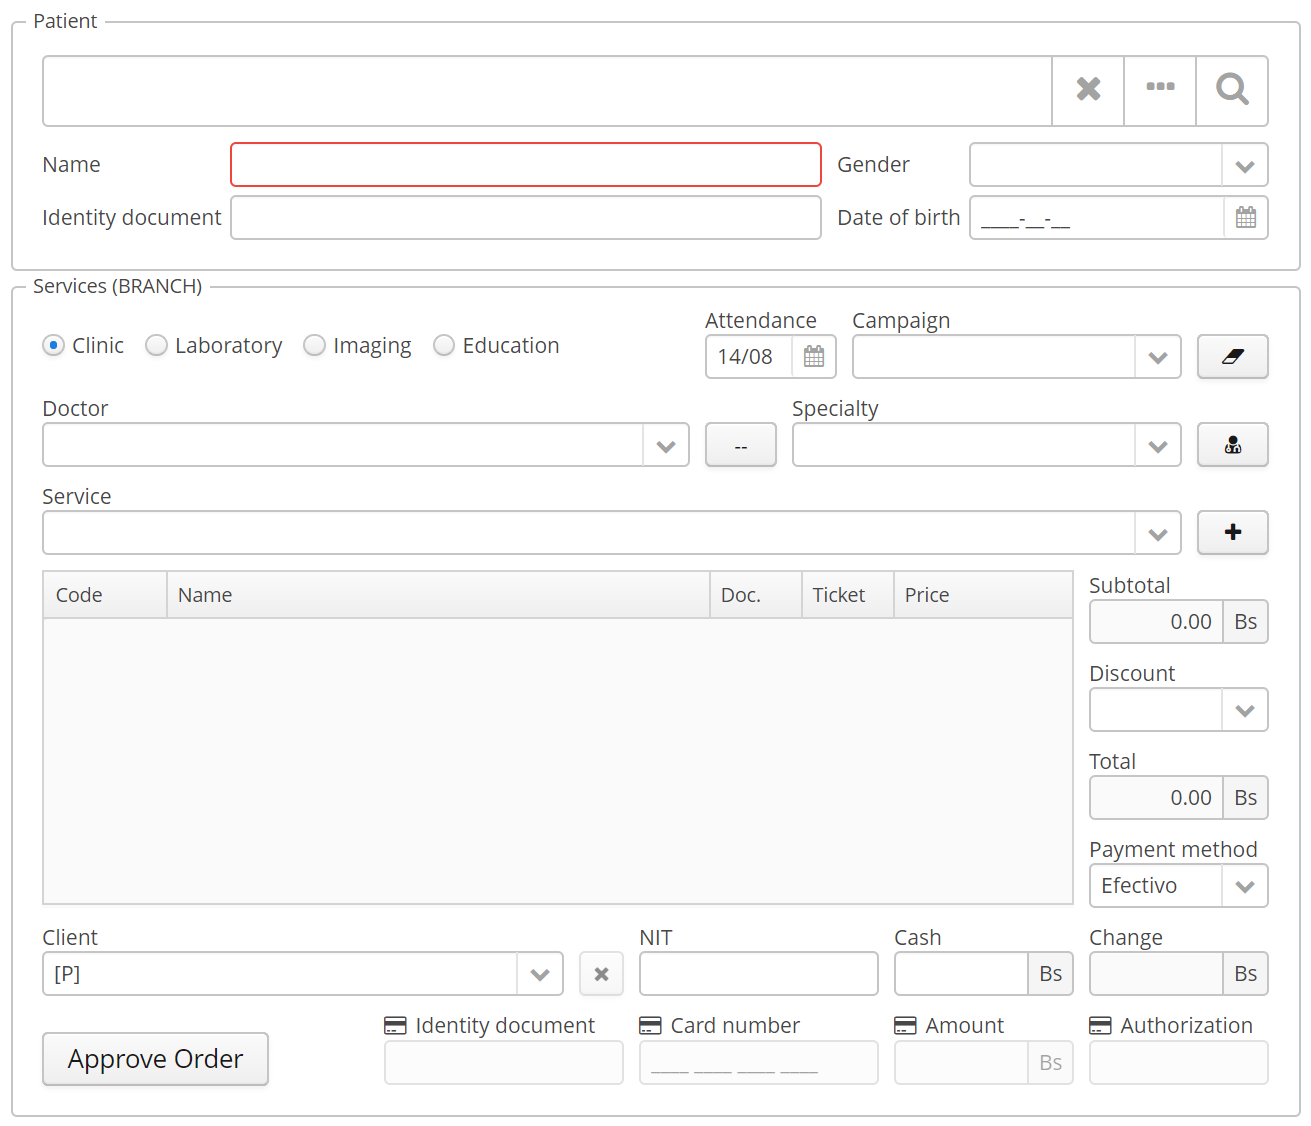 Patient
Name
Gender
Identity document
Date of birth
____-__-__
Services (BRANCH)
Clinic
Laboratory
Imaging
Education
Attendance
Campaign
14/08
Doctor
Specialty
--
Service
Code
Name
Doc.
Ticket
Price
Subtotal
0.00 Bs
Discount
Total
0.00 Bs
Payment method
Efectivo
Client
NIT
Cash
Change
[P]
Bs
Bs
Identity document
Card number
Amount
Authorization
Approve Order
____ ____ ____ ____
Bs